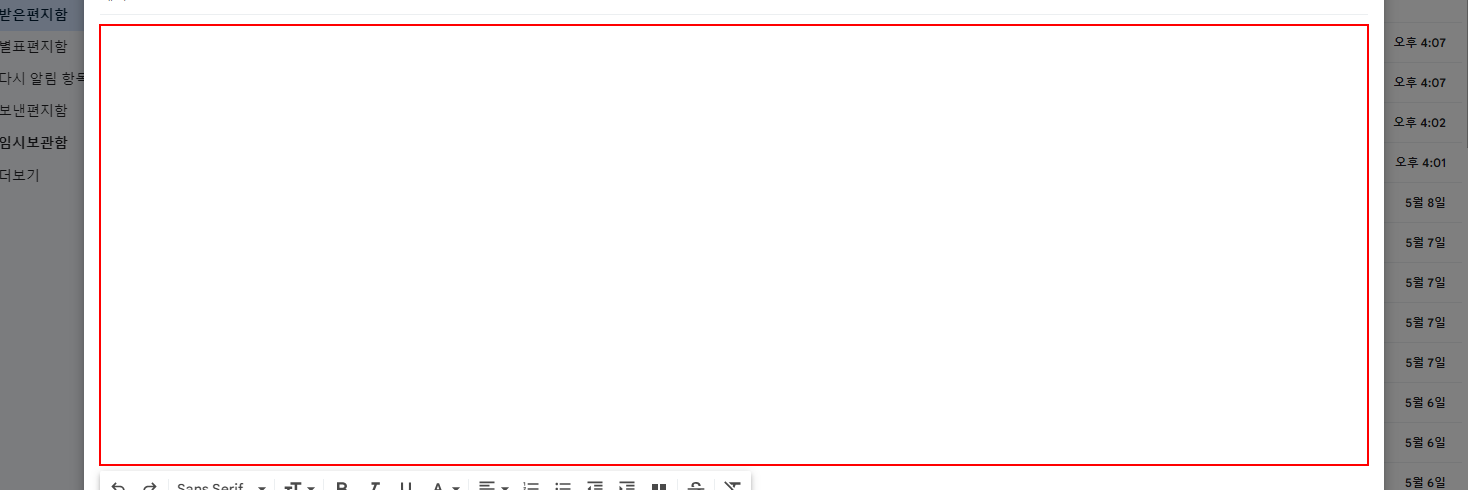 받은편지함
별표편지함
다시 알림 항목
보낸편지함
임시보관함
더보기
오후 4:07
오후 4:07
오후 4:02
오후 4:01
5월 8일
5월 7일
5월 7일
5월 7일
5월 7일
5월 6일
5월 6일
5월 6일
Sans Serif